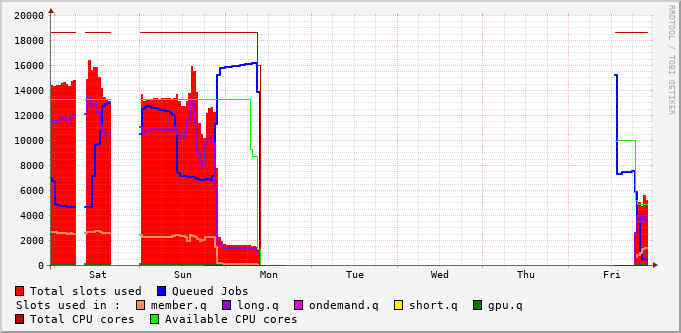 RRDTOOL / TOBI OETIKER
20000
18000
16000
14000
12000
10000
8000
6000
4000
2000
0
Sat Sun Mon Tue Wed Thu Fri
Total slots used Queued Jobs
Slots used in : member.q long.q ondemand.q short.q gpu.q
Total CPU cores Available CPU cores